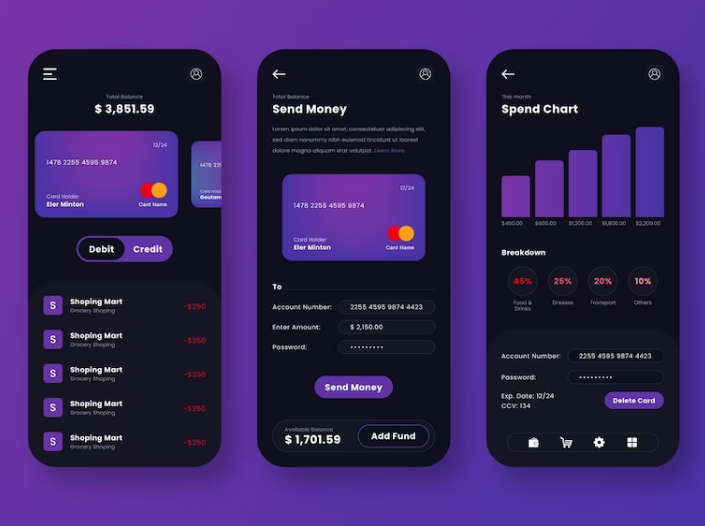 Total Balance
$ 3,851.59
12/24
1478 2255 4595 9874
Card Holder
Eler Minton
Card Name
1478 22
Card Hold
Goutam
Debit
Credit
S
Shoping Mart
Grocery Shoping
-$250
S
Shoping Mart
Grocery Shoping
-$250
S
Shoping Mart
Grocery Shoping
-$250
S
Shoping Mart
Grocery Shoping
-$250
S
Shoping Mart
Grocery Shoping
-$250
Total Balance
Send Money
Lorem ipsum dolor sit amet, consectetuer adipiscing elit,
sed diam nonummy nibh euismod tincidunt ut laoreet
dolore magna aliquam erat volutpat. Learn More
12/24
1478 2255 4595 9874
Card Holder
Eler Minton
Card Name
To
Account Number: 2255 4595 9874 4423
Enter Amount: $ 2,150.00
Password: •••••••••
Send Money
Available Balance
$ 1,701.59
Add Fund
This month
Spend Chart
$400.00 $600.00 $1,200.00 $1,800.00 $2,200.00
Breakdown
45% 25% 20% 10%
Food & Drinks
Dresses
Transport
Others
Account Number: 2255 4595 9874 4423
Password: •••••••••
Exp. Date: 12/24
CCV: 134
Delete Card